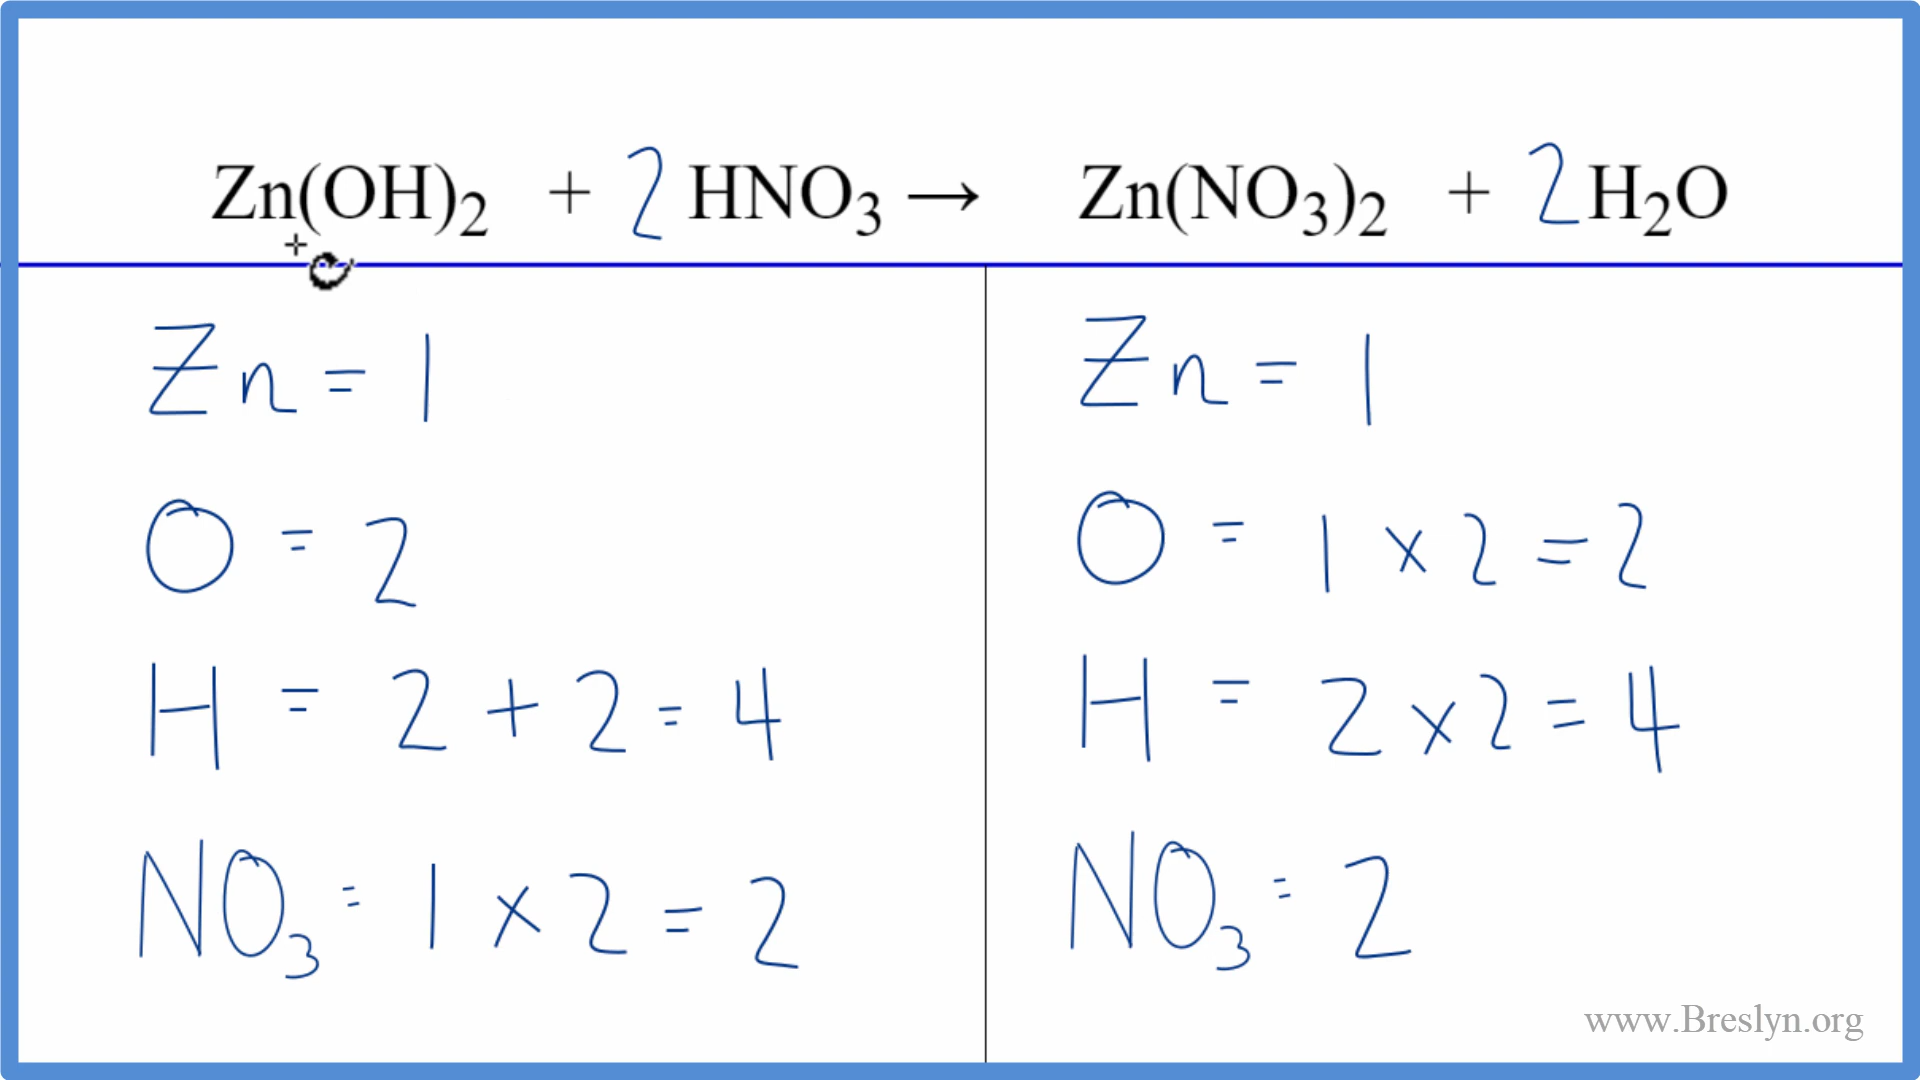 Zn(OH)₂ + 2 HNO₃ → Zn(NO₃)₂ + 2 H₂O
Zn = 1
O = 2
H = 2 + 2 = 4
NO₃ = 1 x 2 = 2
Zn = 1
O = 1 x 2 = 2
H = 2 x 2 = 4
NO₃ = 2
www.Breslyn.org